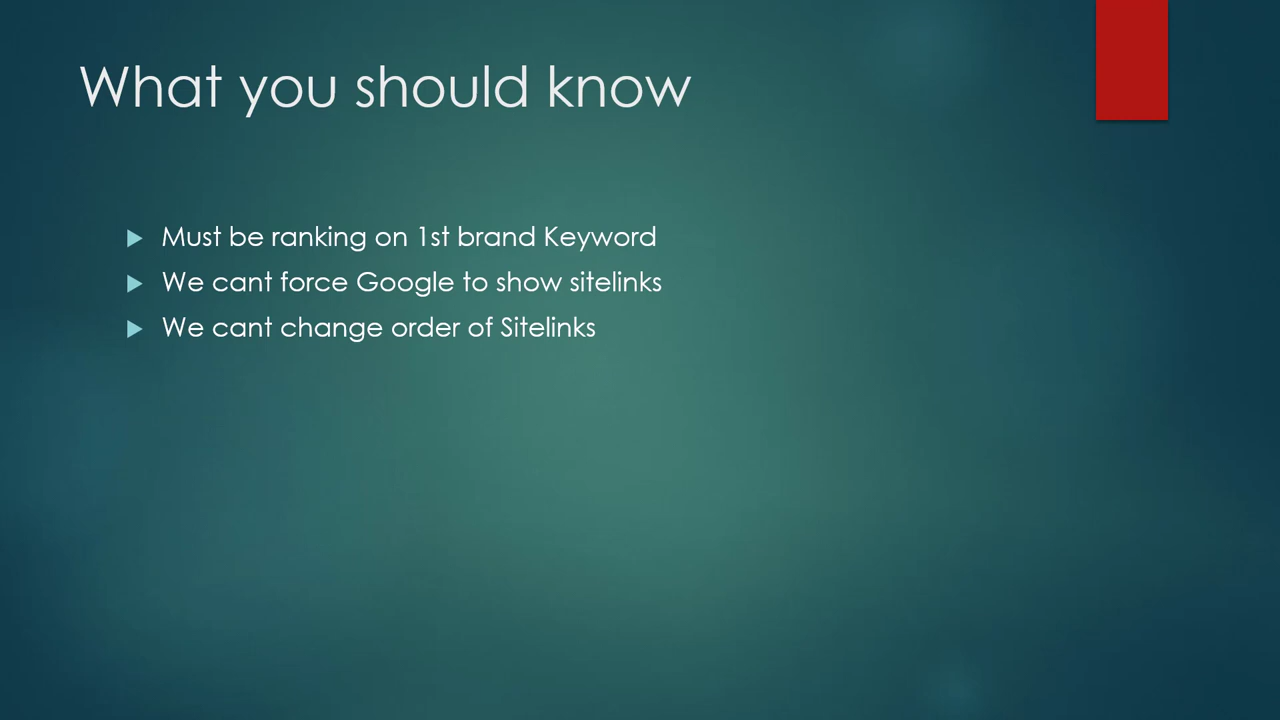 What you should know
Must be ranking on 1st brand Keyword
We cant force Google to show sitelinks
We cant change order of Sitelinks